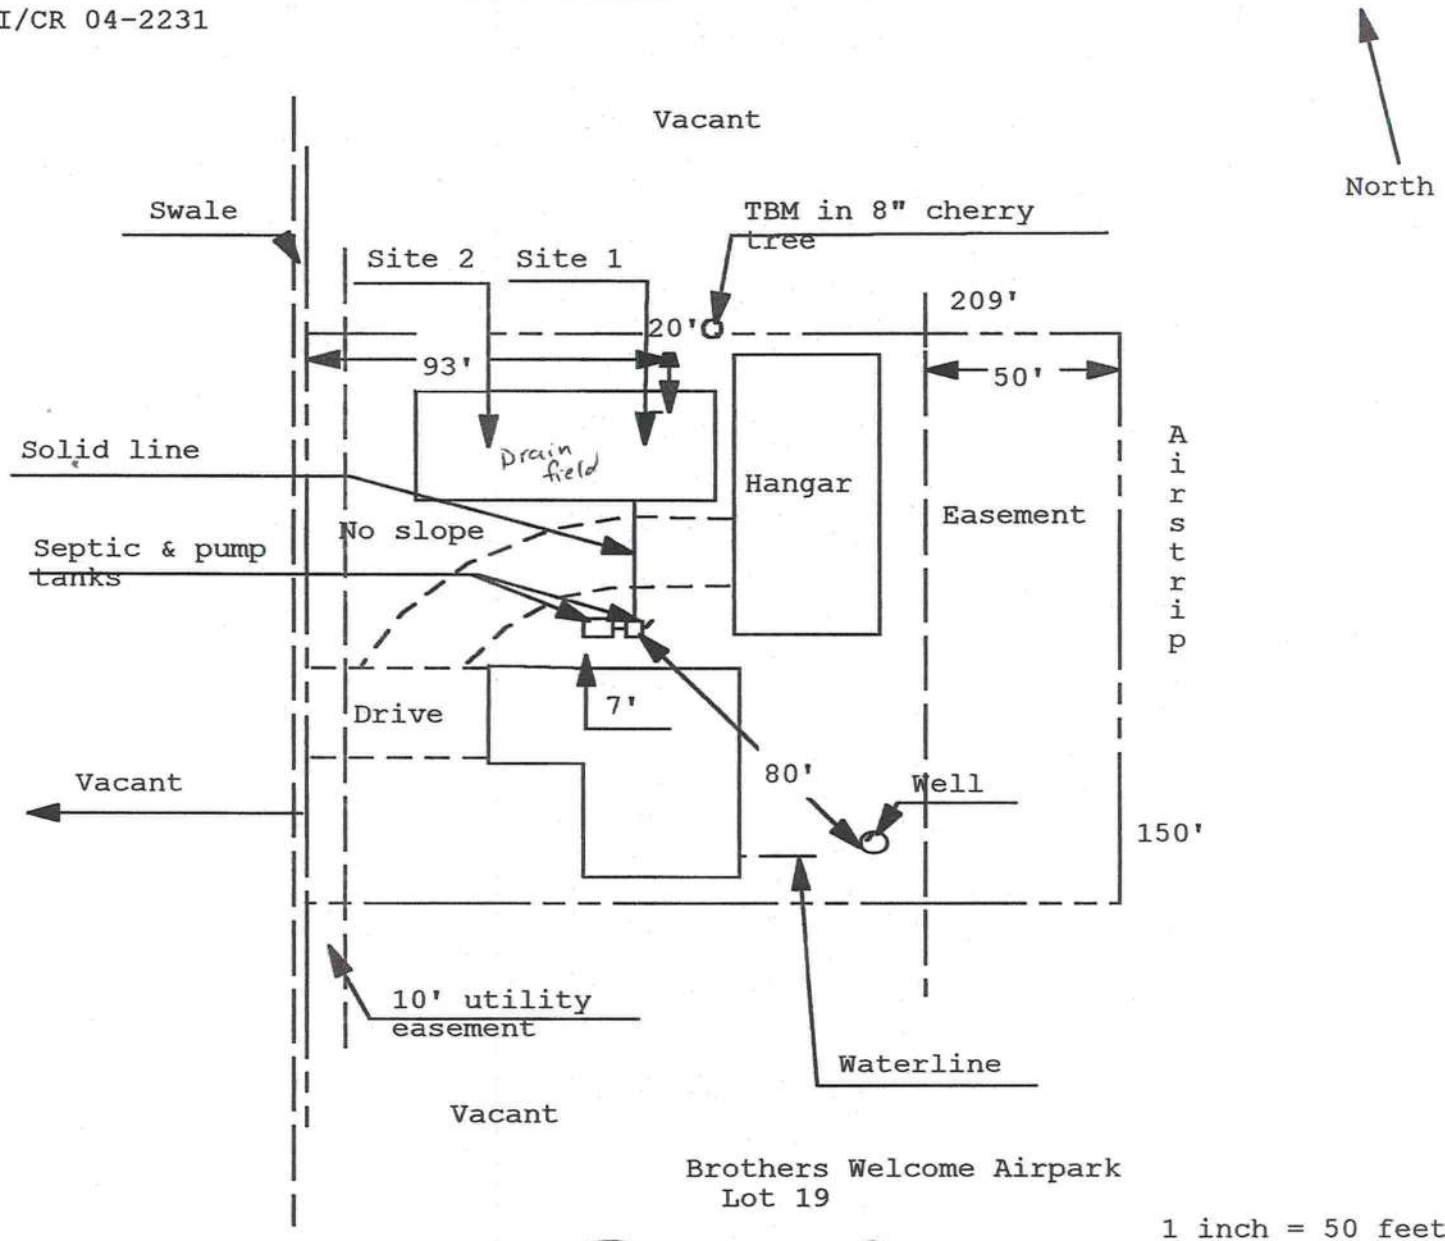 I/CR 04-2231
Vacant
North
Swale
TBM in 8" cherry
tree
Site 2
Site 1
209'
20'
93'
50'
Solid line
Drain
field
Hangar
Airstrip
No slope
Easement
Septic & pump
tanks
Drive
7'
Vacant
80'
Well
150'
10' utility
easement
Waterline
Vacant
Brothers Welcome Airpark
Lot 19
1 inch = 50 feet